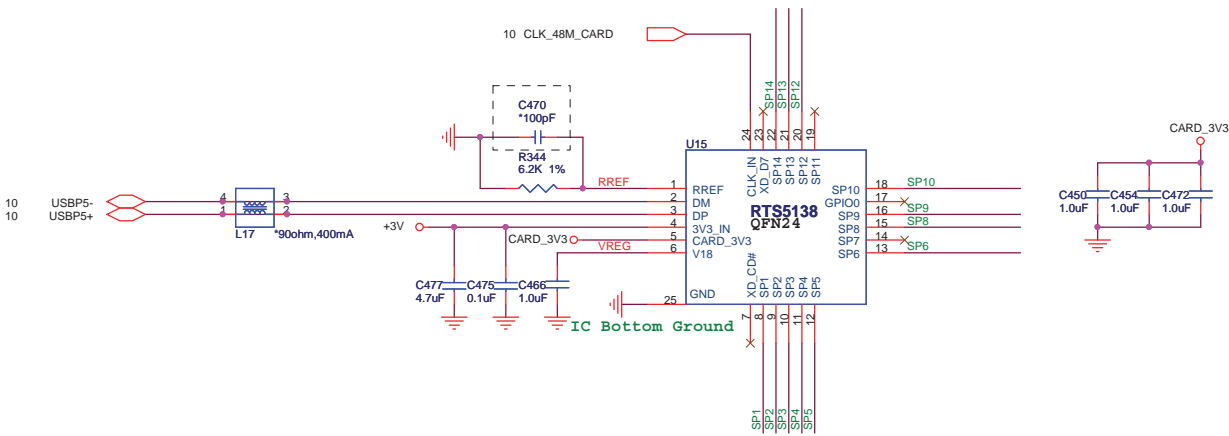 10 CLK_48M_CARD
SP14
SP13
SP12
C470
*100pF
R344
6.2K 1%
RREF
U15
24
23
22
21
20
19
CLK_IN
XD_D7
SP14
SP13
SP12
SP11
CARD_3V3
C450
1.0uF
C454
1.0uF
C472
1.0uF
10 USBP5-
10 USBP5+
4
3
1
2
L17
*90ohm,400mA
+3V
CARD_3V3
VREG
1
2
3
4
5
6
25
RREF
DM
DP
3V3_IN
CARD_3V3
V18
GND
RTS5138
QFN24
SP10
GPIO0
SP9
SP8
SP7
SP6
18
17
16
15
14
13
SP10
SP9
SP8
SP6
C477
4.7uF
C475
0.1uF
C466
1.0uF
IC Bottom Ground
XD_CD#
SP1
SP2
SP3
SP4
SP5
7
8
9
10
11
12
SP1
SP2
SP3
SP4
SP5